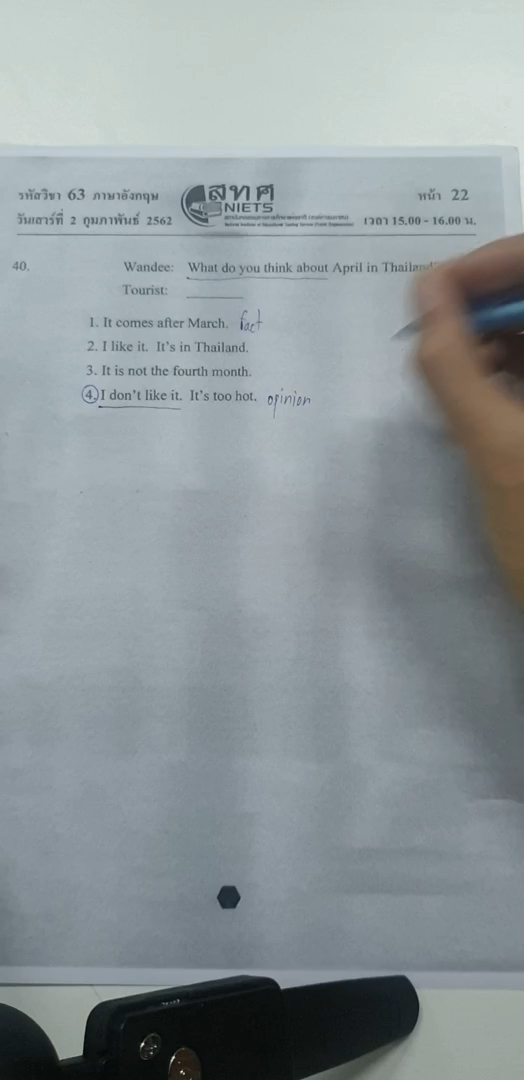 รหัสวิชา 63 ภาษาอังกฤษ
สทศ
NIETS
หน้า 22
วันเสาร์ที่ 2 กุมภาพันธ์ 2562
เวลา 15.00 - 16.00 น.
40. Wandee: What do you think about April in
Tourist: ________
1. It comes after March. fact
2. I like it. It's in Thailand.
3. It is not the fourth month.
4. I don't like it. It's too hot. opinion